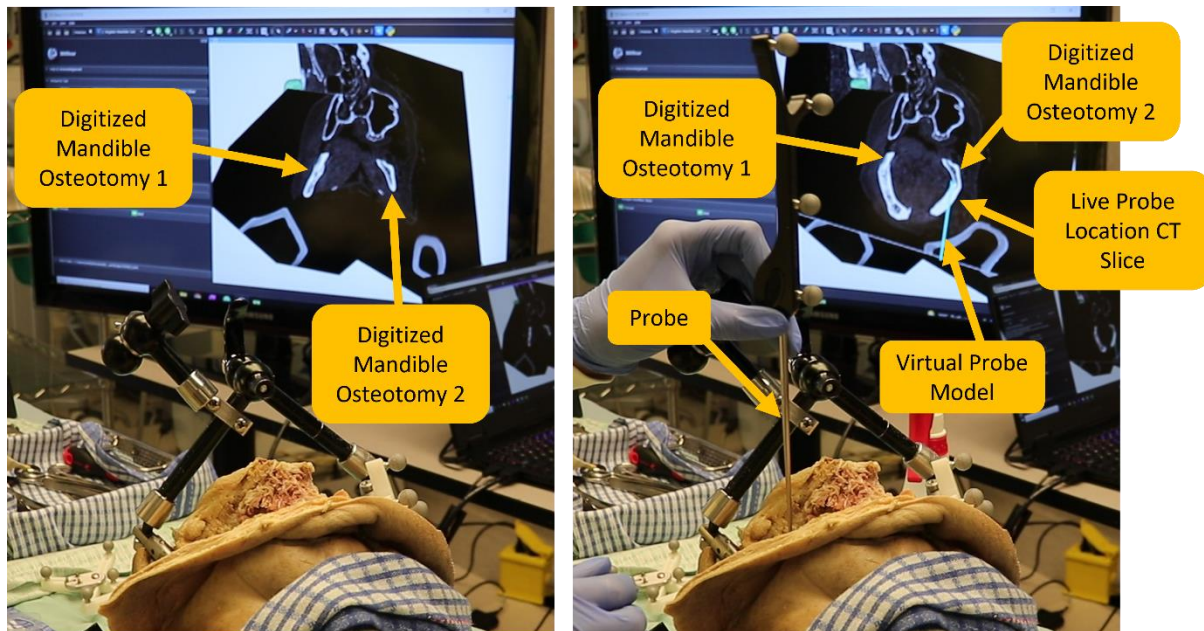 Digitized
Mandible
Osteotomy 1
Digitized
Mandible
Osteotomy 2
SAMSUNG
Digitized
Mandible
Osteotomy 1
Digitized
Mandible
Osteotomy 2
Live Probe
Location CT
Slice
Probe
Virtual Probe
Model